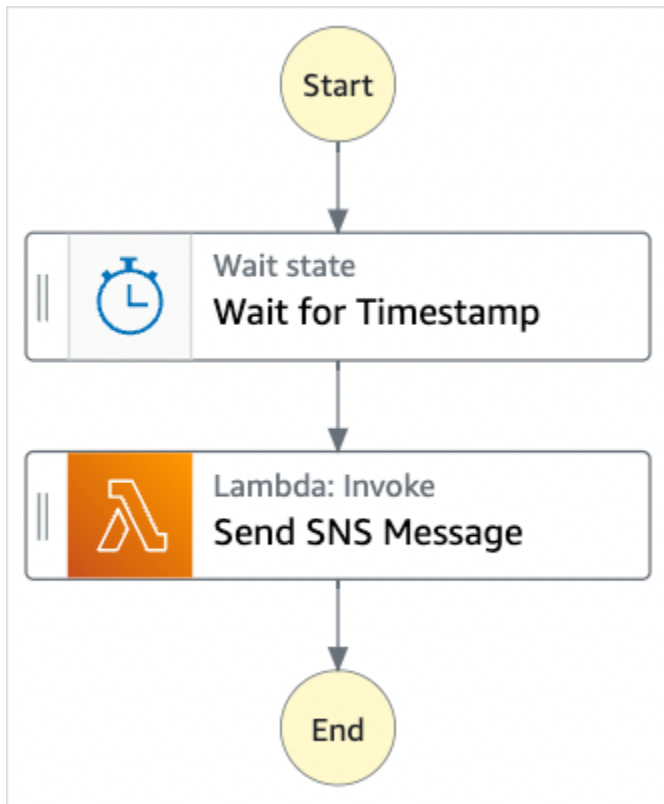 Start
Wait state
Wait for Timestamp
Lambda: Invoke
Send SNS Message
End